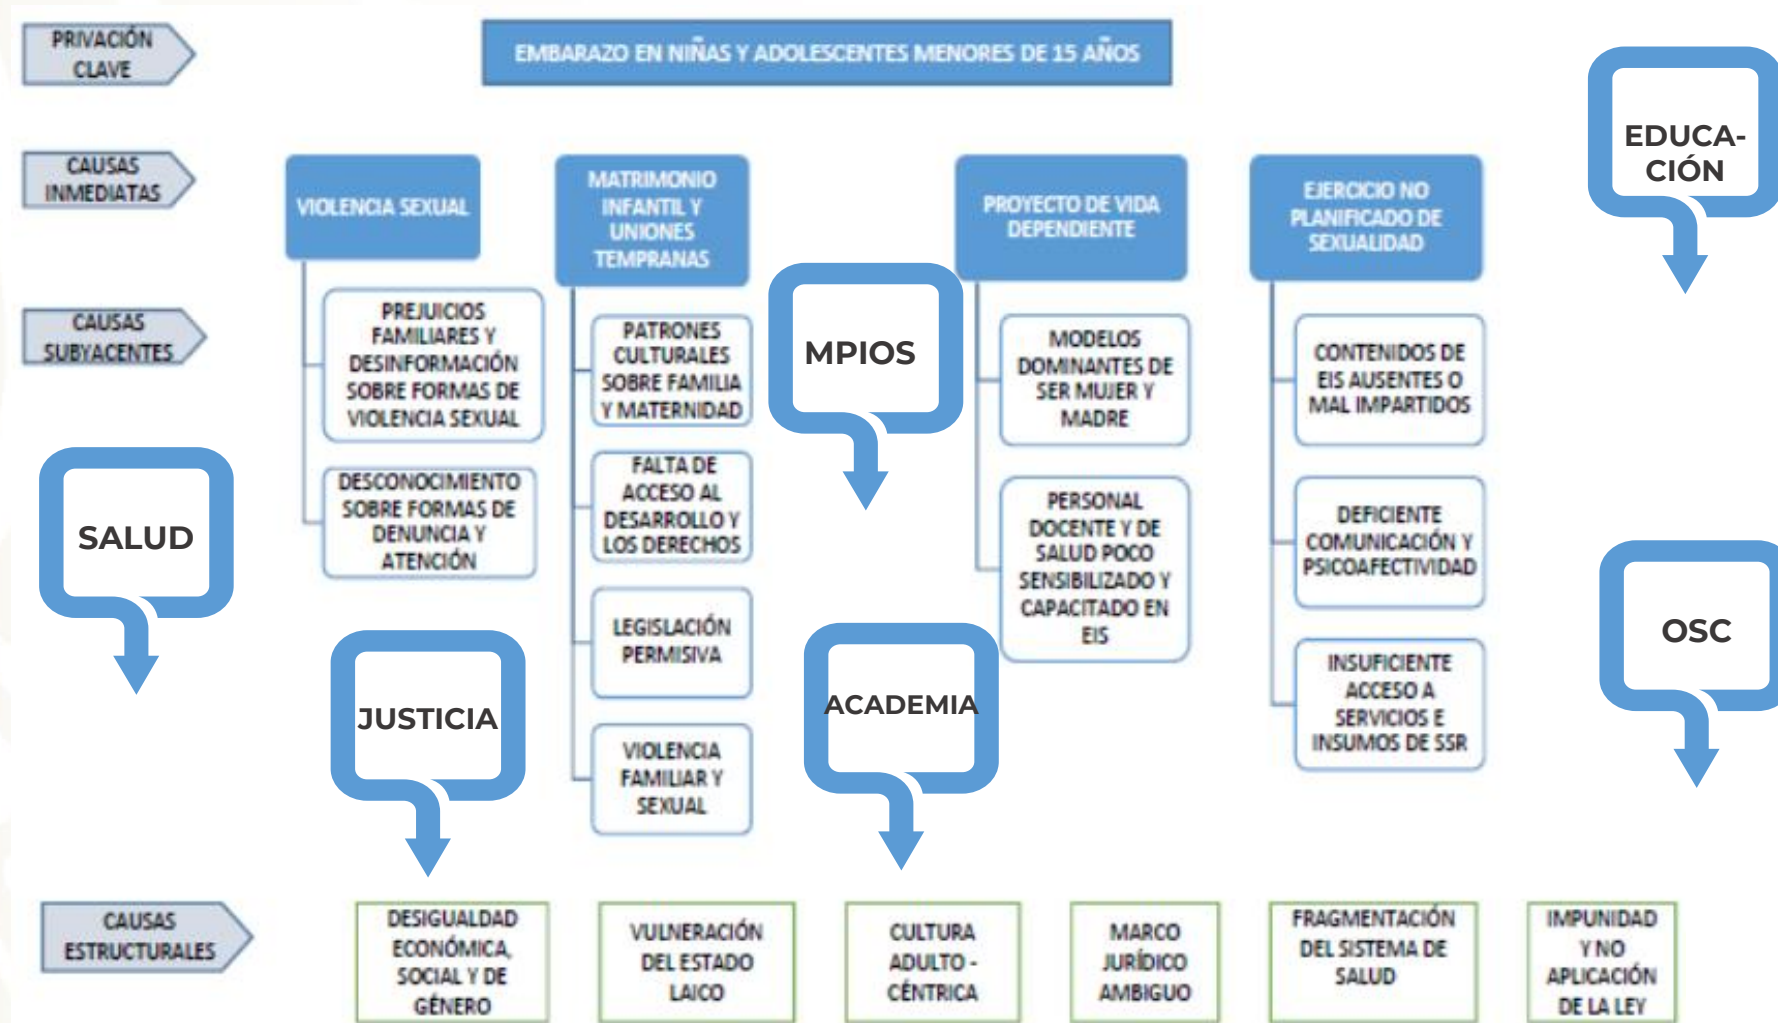 PRIVACIÓN
CLAVE
EMBARAZO EN NIÑAS Y ADOLESCENTES MENORES DE 15 AÑOS
EDUCA-
CIÓN
CAUSAS
INMEDIATAS
VIOLENCIA SEXUAL
MATRIMONIO
INFANTIL Y
UNIONES
TEMPRANAS
PROYECTO DE VIDA
DEPENDIENTE
EJERCICIO NO
PLANIFICADO DE
SEXUALIDAD
CAUSAS
SUBYACENTES
PREJUICIOS
FAMILIARES Y
DESINFORMACIÓN
SOBRE FORMAS DE
VIOLENCIA SEXUAL
DESCONOCIMIENTO
SOBRE FORMAS DE
DENUNCIA Y
ATENCIÓN
PATRONES
CULTURALES
SOBRE FAMILIA
Y MATERNIDAD
FALTA DE
ACCESO AL
DESARROLLO Y
LOS DERECHOS
LEGISLACIÓN
PERMISIVA
VIOLENCIA
FAMILIAR Y
SEXUAL
MPIOS
MODELOS
DOMINANTES DE
SER MUJER Y
MADRE
PERSONAL
DOCENTE Y DE
SALUD POCO
SENSIBILIZADO Y
CAPACITADO EN
EIS
CONTENIDOS DE
EIS AUSENTES O
MAL IMPARTIDOS
DEFICIENTE
COMUNICACIÓN Y
PSICOAFECTIVIDAD
INSUFICIENTE
ACCESO A
SERVICIOS E
INSUMOS DE SSR
SALUD
JUSTICIA
ACADEMIA
OSC
CAUSAS
ESTRUCTURALES
DESIGUALDAD
ECONÓMICA,
SOCIAL Y DE
GÉNERO
VULNERACIÓN
DEL ESTADO
LAICO
CULTURA
ADULTO -
CÉNTRICA
MARCO
JURÍDICO
AMBIGUO
FRAGMENTACIÓN
DEL SISTEMA DE
SALUD
IMPUNIDAD
Y NO
APLICACIÓN
DE LA LEY